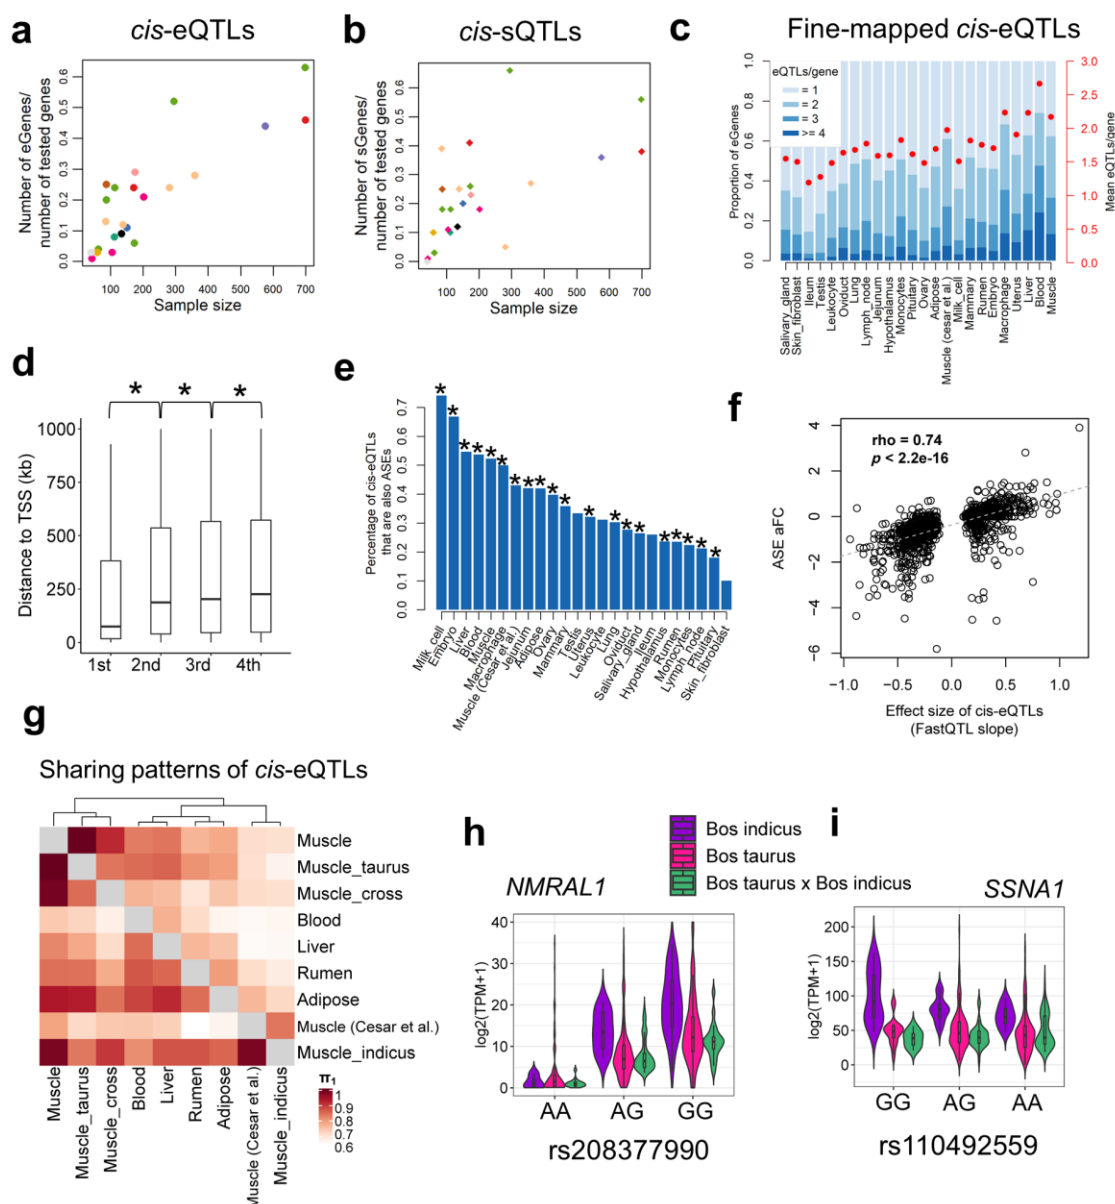 a
cis-eQTLs
Number of eGenes/
number of tested genes
0.6
0.5
0.4
0.3
0.2
0.1
0.0
100 200 300 400 500 600 700
Sample size
b
cis-sQTLs
Number of sGenes/
number of tested genes
0.6
0.5
0.4
0.3
0.2
0.1
0.0
100 200 300 400 500 600 700
Sample size
c
Fine-mapped cis-eQTLs
eQTLs/gene
= 1
= 2
= 3
>= 4
Proportion of eGenes
1.0
0.8
0.6
0.4
0.2
0.0
3.0
2.5
2.0
1.5
1.0
0.5
0.0
Mean eQTLs/gene
Salivary_gland
Skin_fibroblast
Ileum
Testis
Leukocyte
Oviduct
Lung
Lymph_node
Jejunum
Hypothalamus
Monocytes
Pituitary
Ovary
Adipose
Muscle (cesar et al.)
Milk_cell
Mammary
Rumen
Embryo
Macrophage
Uterus
Liver
Blood
Muscle
d
* * *
Distance to TSS (kb)
1000
750
500
250
0
1st 2nd 3rd 4th
e
Percentage of cis-eQTLs
that are also ASEs
0.7
0.6
0.5
0.4
0.3
0.2
0.1
0.0
Milk_cell
Embryo
Liver
Blood
Muscle
Macrophage
Muscle (Cesar et al.)
Jejunum
Adipose
Ovary
Mammary
Testis
Uterus
Leukocyte
Lung
Oviduct
Salivary_gland
Ileum
Hypothalamus
Rumen
Monocytes
Lymph_node
Pituitary
Skin_fibroblast
f
rho = 0.74
p < 2.2e-16
ASE aFC
4
2
0
-2
-4
-6
-1.0 -0.5 0.0 0.5 1.0
Effect size of cis-eQTLs
(FastQTL slope)
g
Sharing patterns of cis-eQTLs
Muscle
Muscle_taurus
Muscle_cross
Blood
Liver
Rumen
Adipose
Muscle (Cesar et al.)
Muscle_indicus
Muscle
Muscle_taurus
Muscle_cross
Blood
Liver
Rumen
Adipose
Muscle (Cesar et al.)
Muscle_indicus
π1
1
0.9
0.8
0.7
0.6
Bos indicus
Bos taurus
Bos taurus x Bos indicus
h
NMRAL1
log2(TPM+1)
40
30
20
10
0
AA AG GG
rs208377990
i
SSNA1
log2(TPM+1)
200
150
100
50
0
GG AG AA
rs110492559